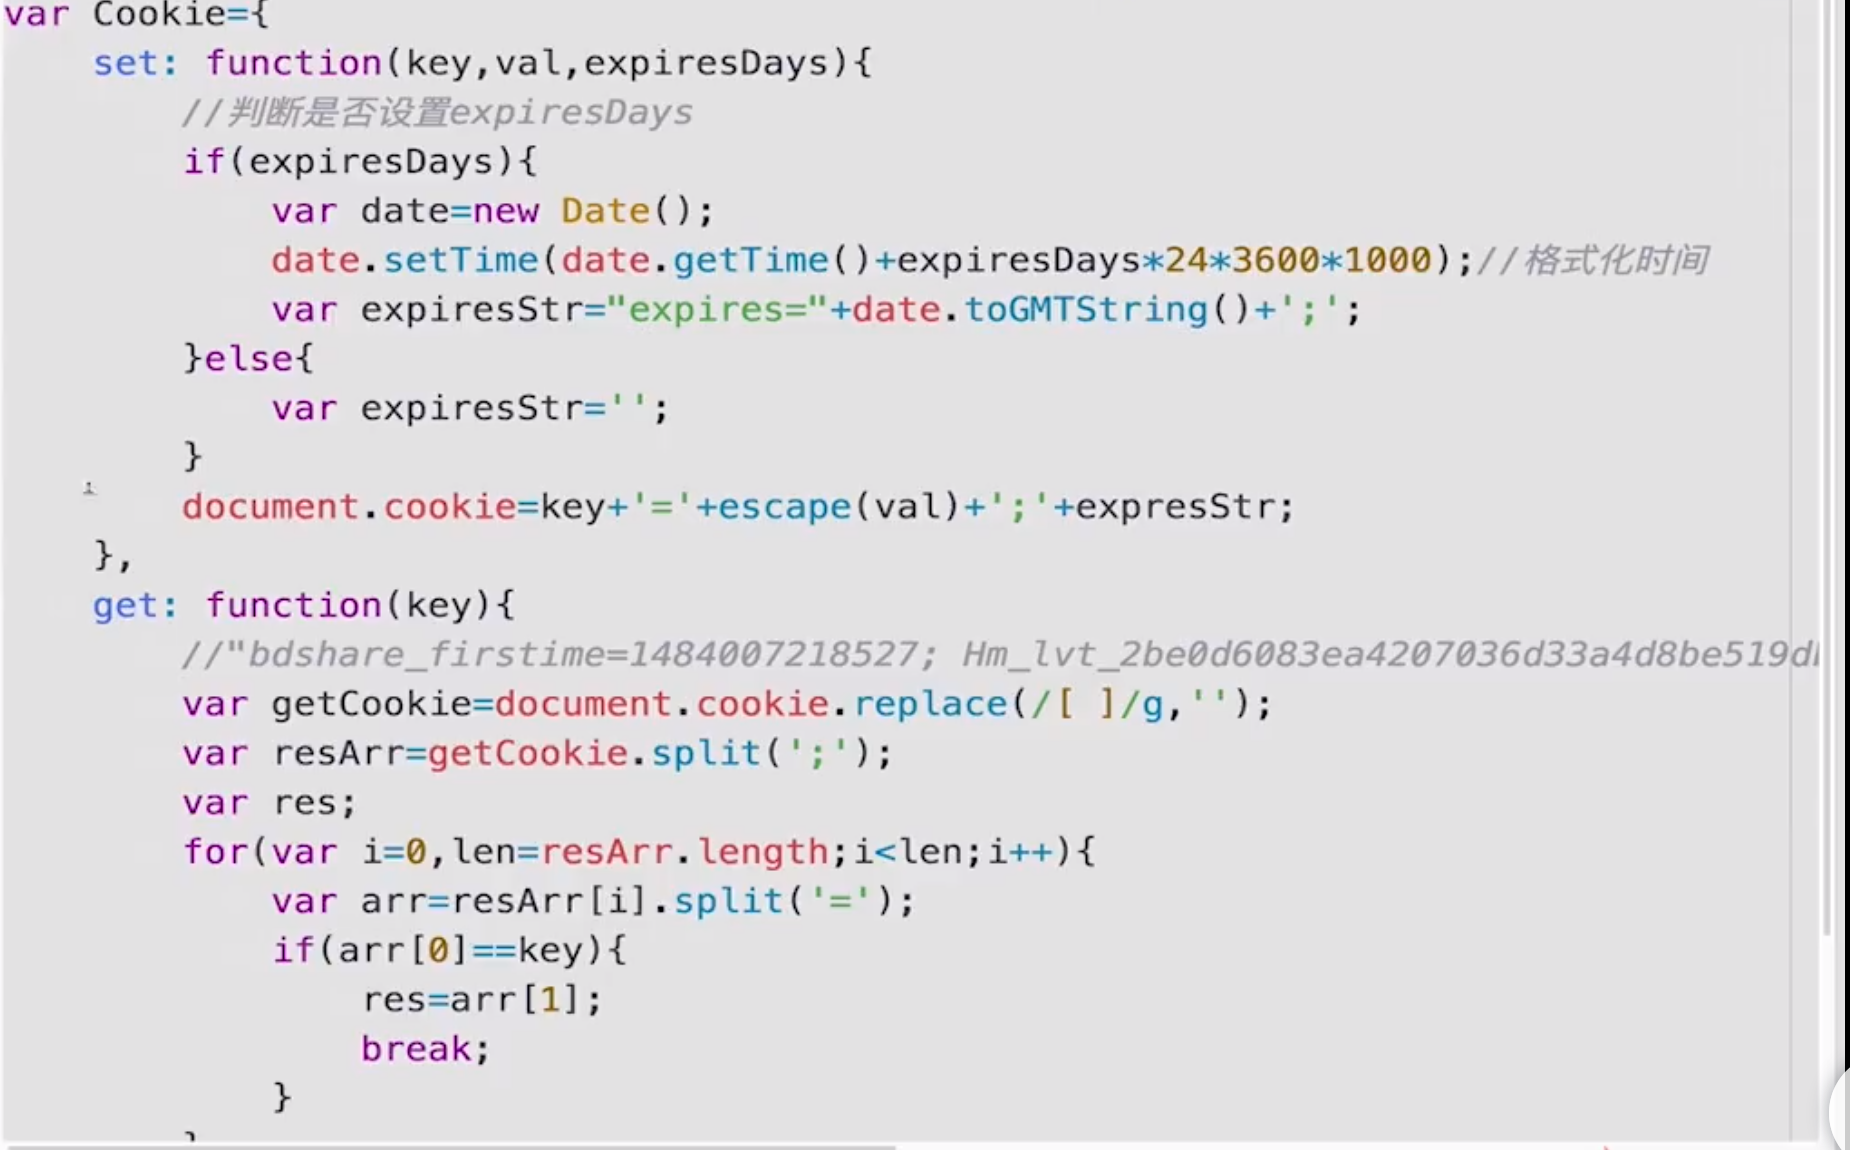 var Cookie={
set: function(key,val,expiresDays){
//判断是否设置expiresDays
if(expiresDays){
var date=new Date();
date.setTime(date.getTime()+expiresDays*24*3600*1000);//格式化时间
var expiresStr="expires="+date.toGMTString()+';';
}else{
var expiresStr='';
}
document.cookie=key+'='+escape(val)+';'+expresStr;
},
get: function(key){
//"bdshare_firstime=1484007218527; Hm_lvt_2be0d6083ea4207036d33a4d8be519d
var getCookie=document.cookie.replace(/[ ]/g,'');
var resArr=getCookie.split(';');
var res;
for(var i=0,len=resArr.length;i<len;i++){
var arr=resArr[i].split('=');
if(arr[0]==key){
res=arr[1];
break;
}